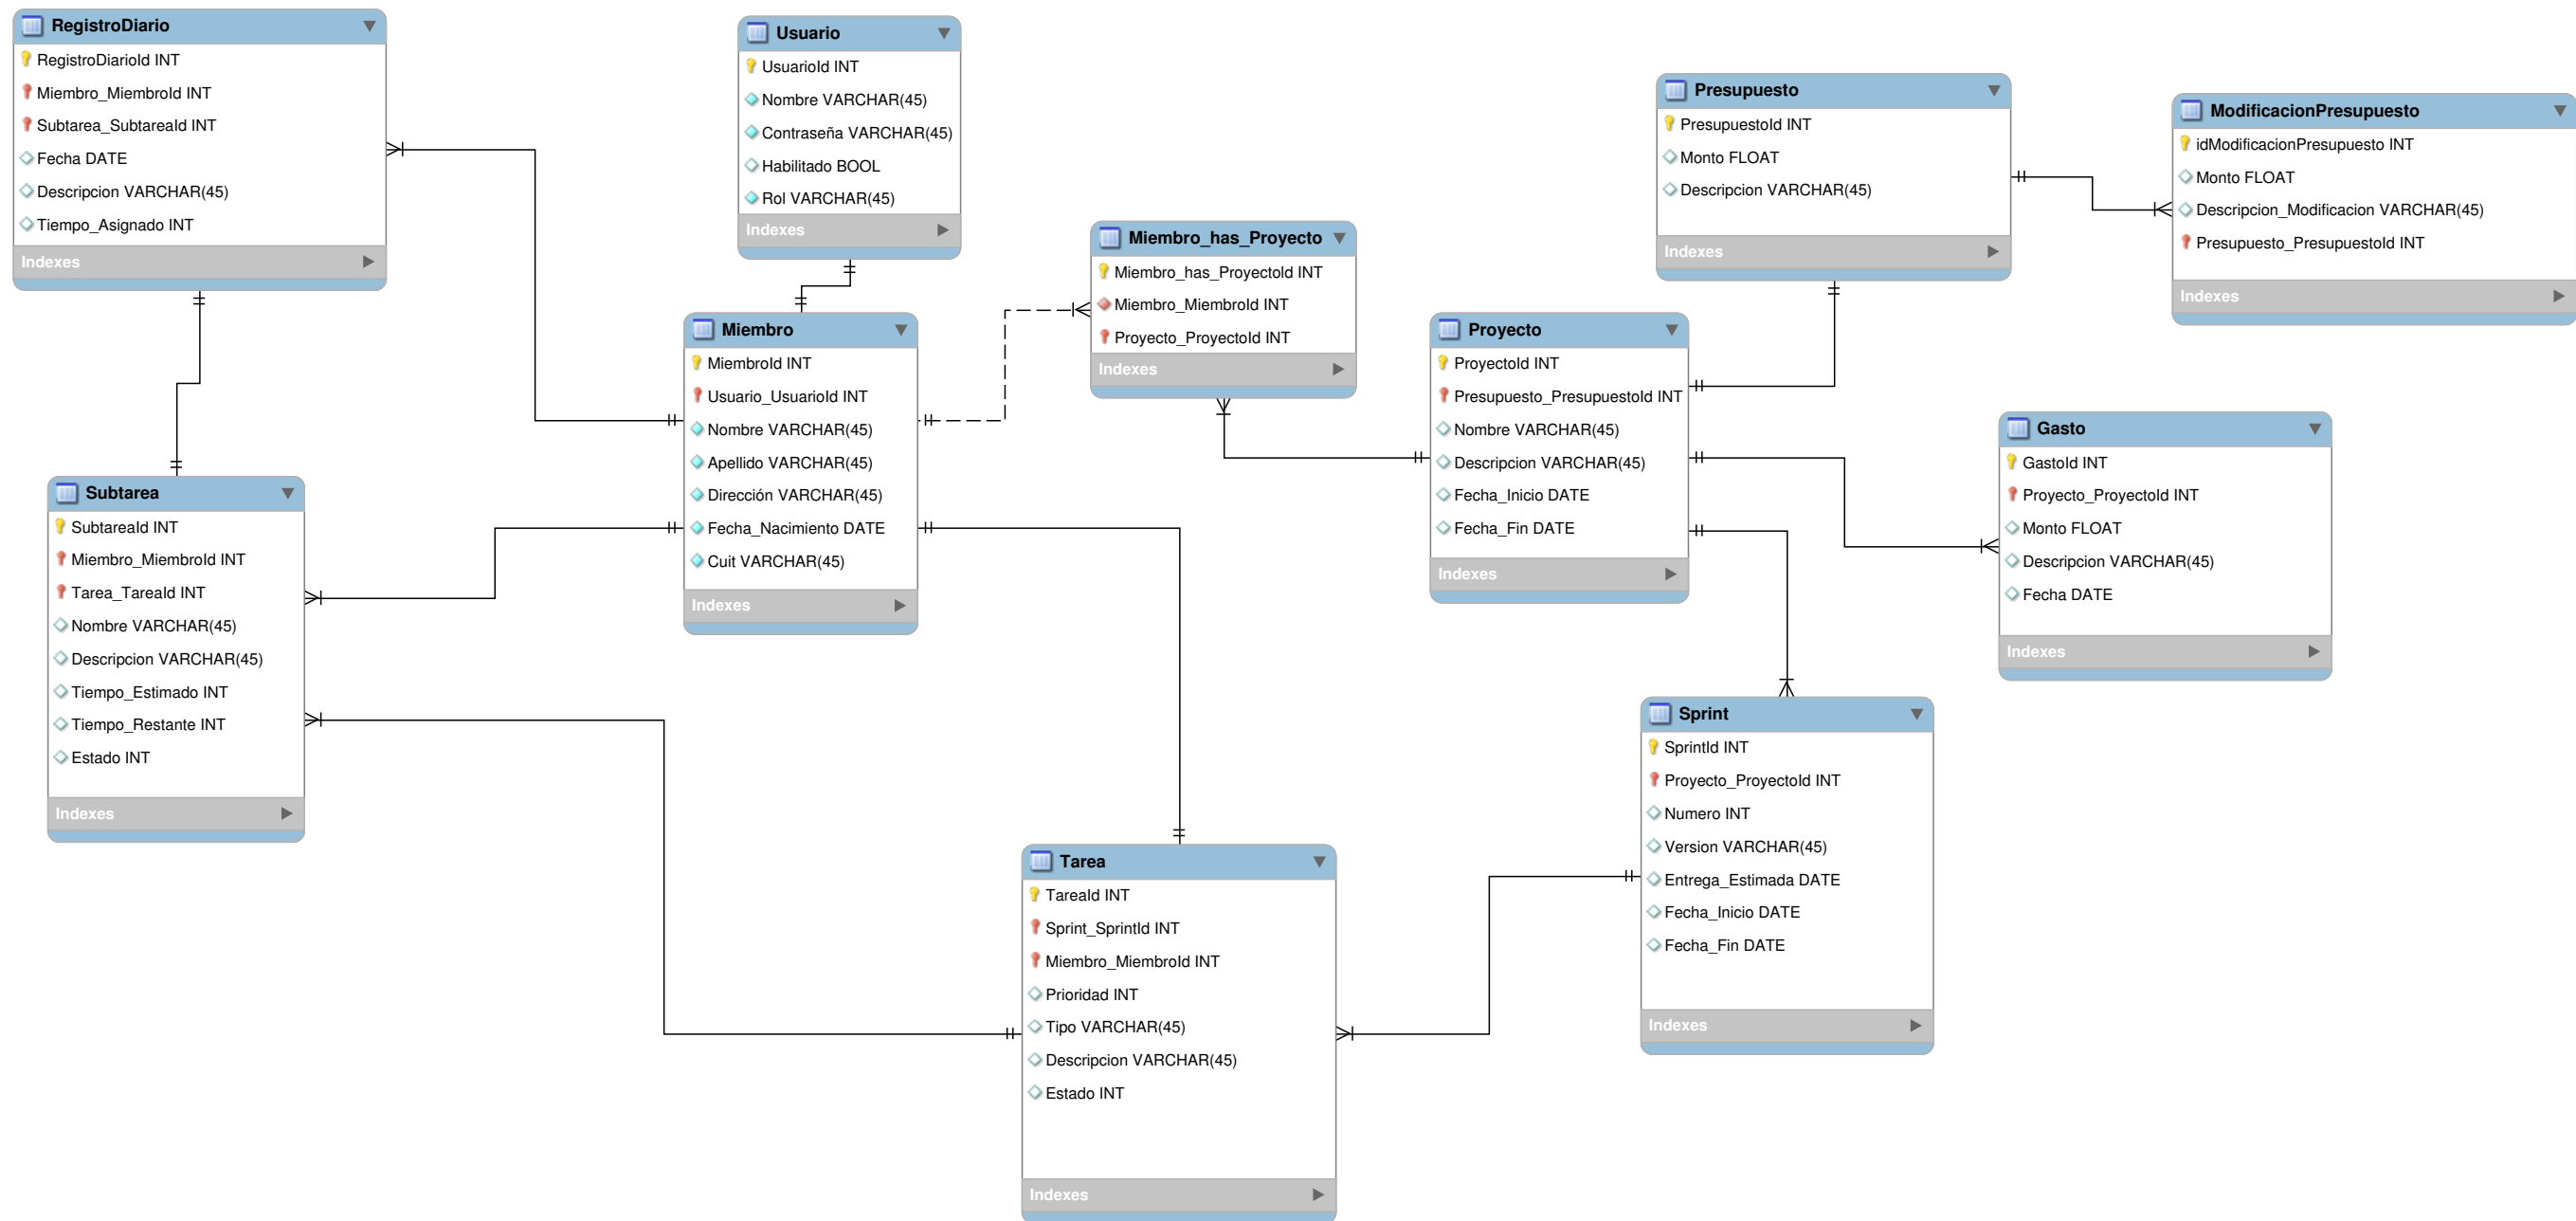 RegistroDiario
RegistroDiarioId INT
Miembro_MiembroId INT
Subtarea_SubtareaId INT
Fecha DATE
Descripcion VARCHAR(45)
Tiempo_Asignado INT
Indexes
Usuario
UsuarioId INT
Nombre VARCHAR(45)
Contraseña VARCHAR(45)
Habilitado BOOL
Rol VARCHAR(45)
Indexes
Miembro_has_Proyecto
Miembro_has_ProyectoId INT
Miembro_MiembroId INT
Proyecto_ProyectoId INT
Indexes
Presupuesto
PresupuestoId INT
Monto FLOAT
Descripcion VARCHAR(45)
Indexes
ModificacionPresupuesto
idModificacionPresupuesto INT
Monto FLOAT
Descripcion_Modificacion VARCHAR(45)
Presupuesto_PresupuestoId INT
Indexes
Miembro
MiembroId INT
Usuario_UsuarioId INT
Nombre VARCHAR(45)
Apellido VARCHAR(45)
Dirección VARCHAR(45)
Fecha_Nacimiento DATE
Cuit VARCHAR(45)
Indexes
Proyecto
ProyectoId INT
Presupuesto_PresupuestoId INT
Nombre VARCHAR(45)
Descripcion VARCHAR(45)
Fecha_Inicio DATE
Fecha_Fin DATE
Indexes
Gasto
GastoId INT
Proyecto_ProyectoId INT
Monto FLOAT
Descripcion VARCHAR(45)
Fecha DATE
Indexes
Subtarea
SubtareaId INT
Miembro_MiembroId INT
Tarea_TareaId INT
Nombre VARCHAR(45)
Descripcion VARCHAR(45)
Tiempo_Estimado INT
Tiempo_Restante INT
Estado INT
Indexes
Sprint
SprintId INT
Proyecto_ProyectoId INT
Numero INT
Version VARCHAR(45)
Entrega_Estimada DATE
Fecha_Inicio DATE
Fecha_Fin DATE
Indexes
Tarea
TareaId INT
Sprint_SprintId INT
Miembro_MiembroId INT
Prioridad INT
Tipo VARCHAR(45)
Descripcion VARCHAR(45)
Estado INT
Indexes